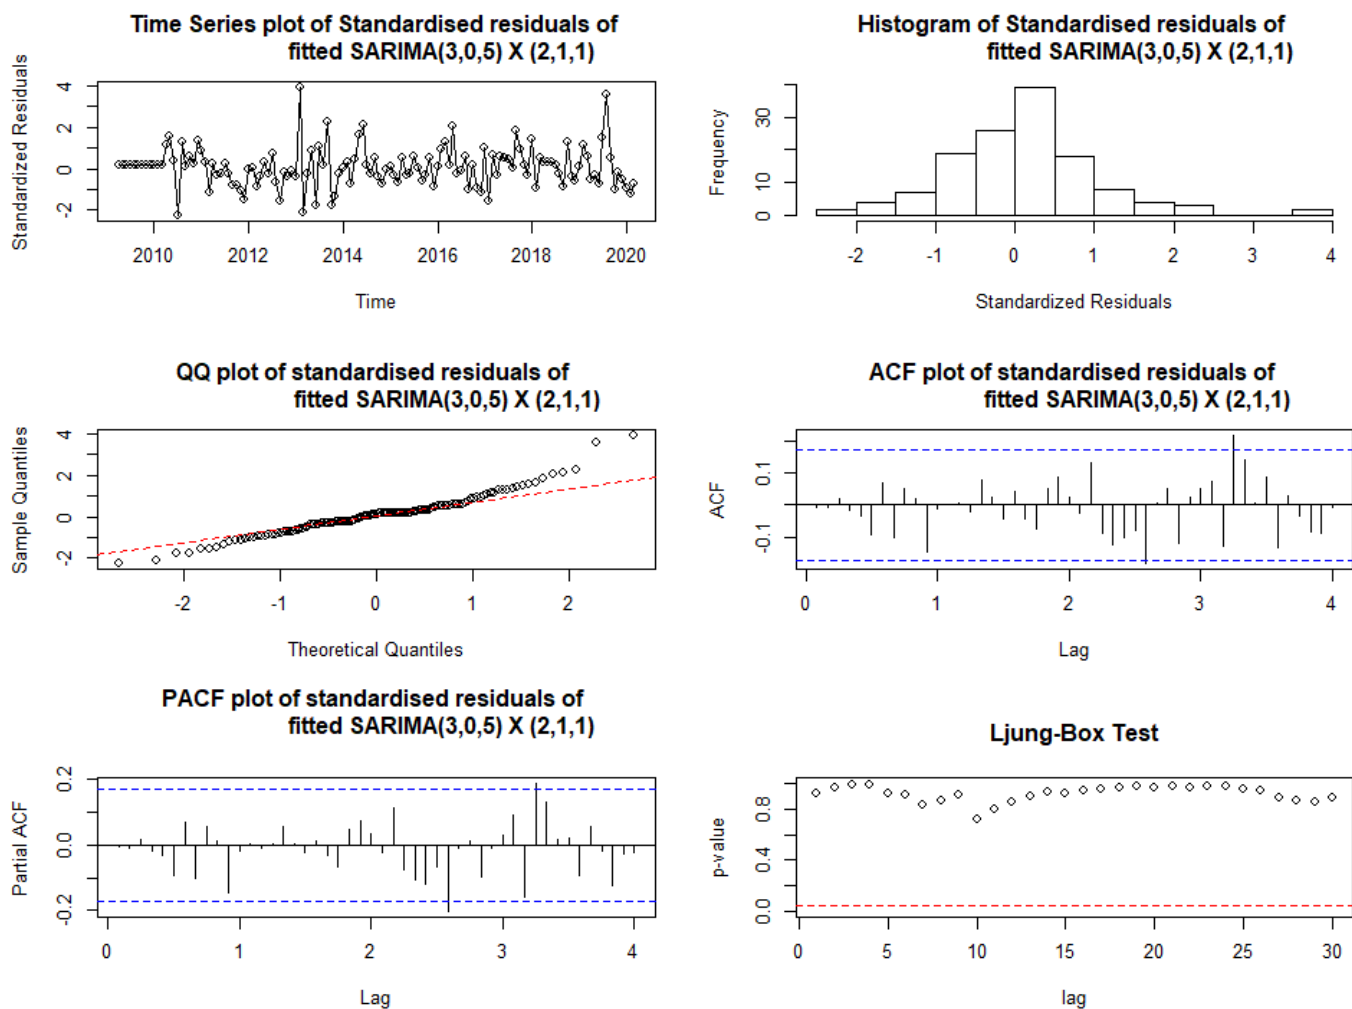 Time Series plot of Standardised residuals of
fitted SARIMA(3,0,5) X (2,1,1)
Standardized Residuals
-2 0 2 4
2010 2012 2014 2016 2018 2020
Time
Histogram of Standardised residuals of
fitted SARIMA(3,0,5) X (2,1,1)
Frequency
0 10 30
-2 -1 0 1 2 3 4
Standardized Residuals
QQ plot of standardised residuals of
fitted SARIMA(3,0,5) X (2,1,1)
Sample Quantiles
-2 0 2 4
-2 -1 0 1 2
Theoretical Quantiles
ACF plot of standardised residuals of
fitted SARIMA(3,0,5) X (2,1,1)
ACF
-0.1 0.1
0 1 2 3 4
Lag
PACF plot of standardised residuals of
fitted SARIMA(3,0,5) X (2,1,1)
Partial ACF
-0.2 0.0 0.2
0 1 2 3 4
Lag
Ljung-Box Test
p-value
0.0 0.4 0.8
0 5 10 15 20 25 30
lag